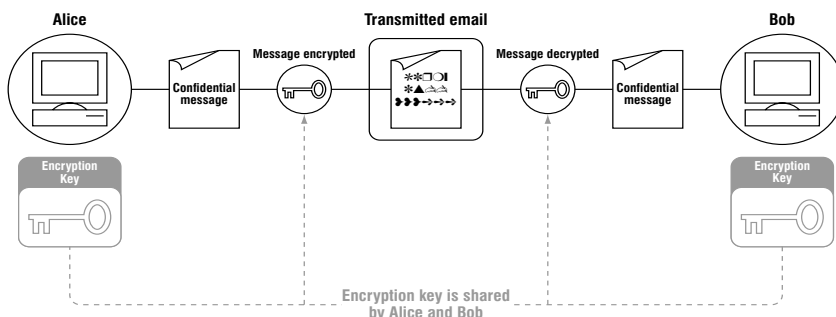 Alice
Transmitted email
Bob
Message encrypted
Message decrypted
Confidential
message
Confidential
message
Encryption
Key
Encryption
Key
Encryption key is shared
by Alice and Bob